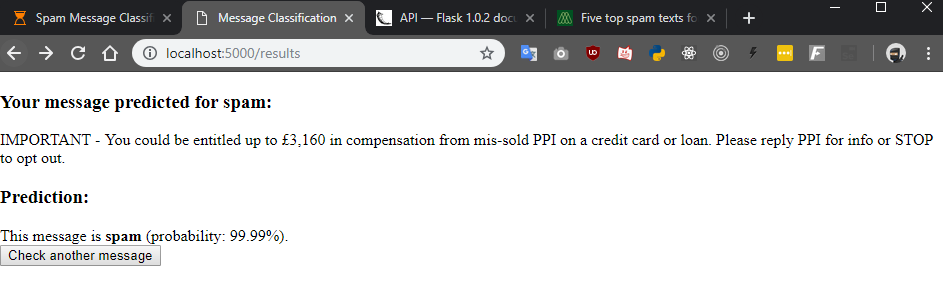 Spam Message Classif
Message Classification
API — Flask 1.0.2 docu
Five top spam texts fo
localhost:5000/results
Your message predicted for spam:
IMPORTANT - You could be entitled up to £3,160 in compensation from mis-sold PPI on a credit card or loan. Please reply PPI for info or STOP
to opt out.
Prediction:
This message is spam (probability: 99.99%).
Check another message